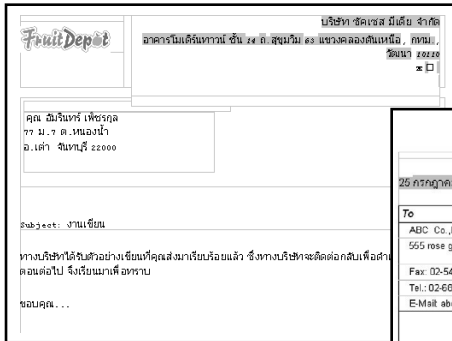 FruitDepot
บริษัท ซัคเซส มีเดีย จำกัด
อาคารโมเดิร์นทาวน์ ชั้น 14 ถ.สุขุมวิม 63 แขวงคลองตันเหนือ, กทม.,
วัฒนา 10110
คุณ อัมรินทร์ เพ็ชรกุล
77 ม.7 ต.หนองน้ำ
อ.เต่า จันทบุรี 22000
Subject: งานเขียน
ทางบริษัทได้รับตัวอย่างเขียนที่คุณส่งมาเรียบร้อยแล้ว ซึ่งทางบริษัทจะติดต่อกลับเพื่อ
ตอนต่อไป จึงเรียนมาเพื่อทราบ
ขอบคุณ...
25 กรกฎาค
To
ABC Co.,
555 rose g
Fax: 02-54
Tel.: 02-66
E-Mail: ab